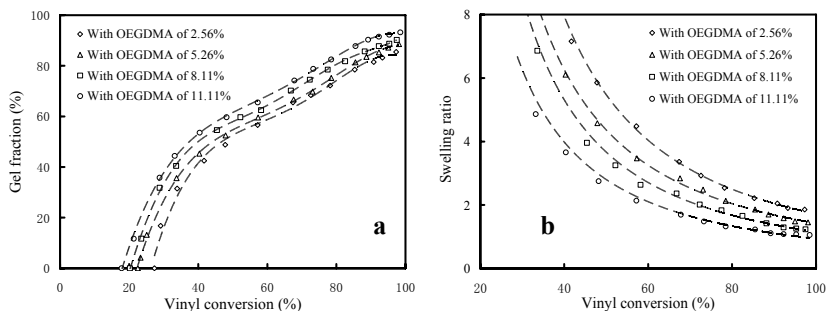 100
80
60
40
20
0
Gel fraction (%)
With OEGDMA of 2.56%
With OEGDMA of 5.26%
With OEGDMA of 8.11%
With OEGDMA of 11.11%
a
0 20 40 60 80 100
Vinyl conversion (%)
8
6
4
2
0
Swelling ratio
With OEGDMA of 2.56%
With OEGDMA of 5.26%
With OEGDMA of 8.11%
With OEGDMA of 11.11%
b
20 40 60 80 100
Vinyl conversion (%)